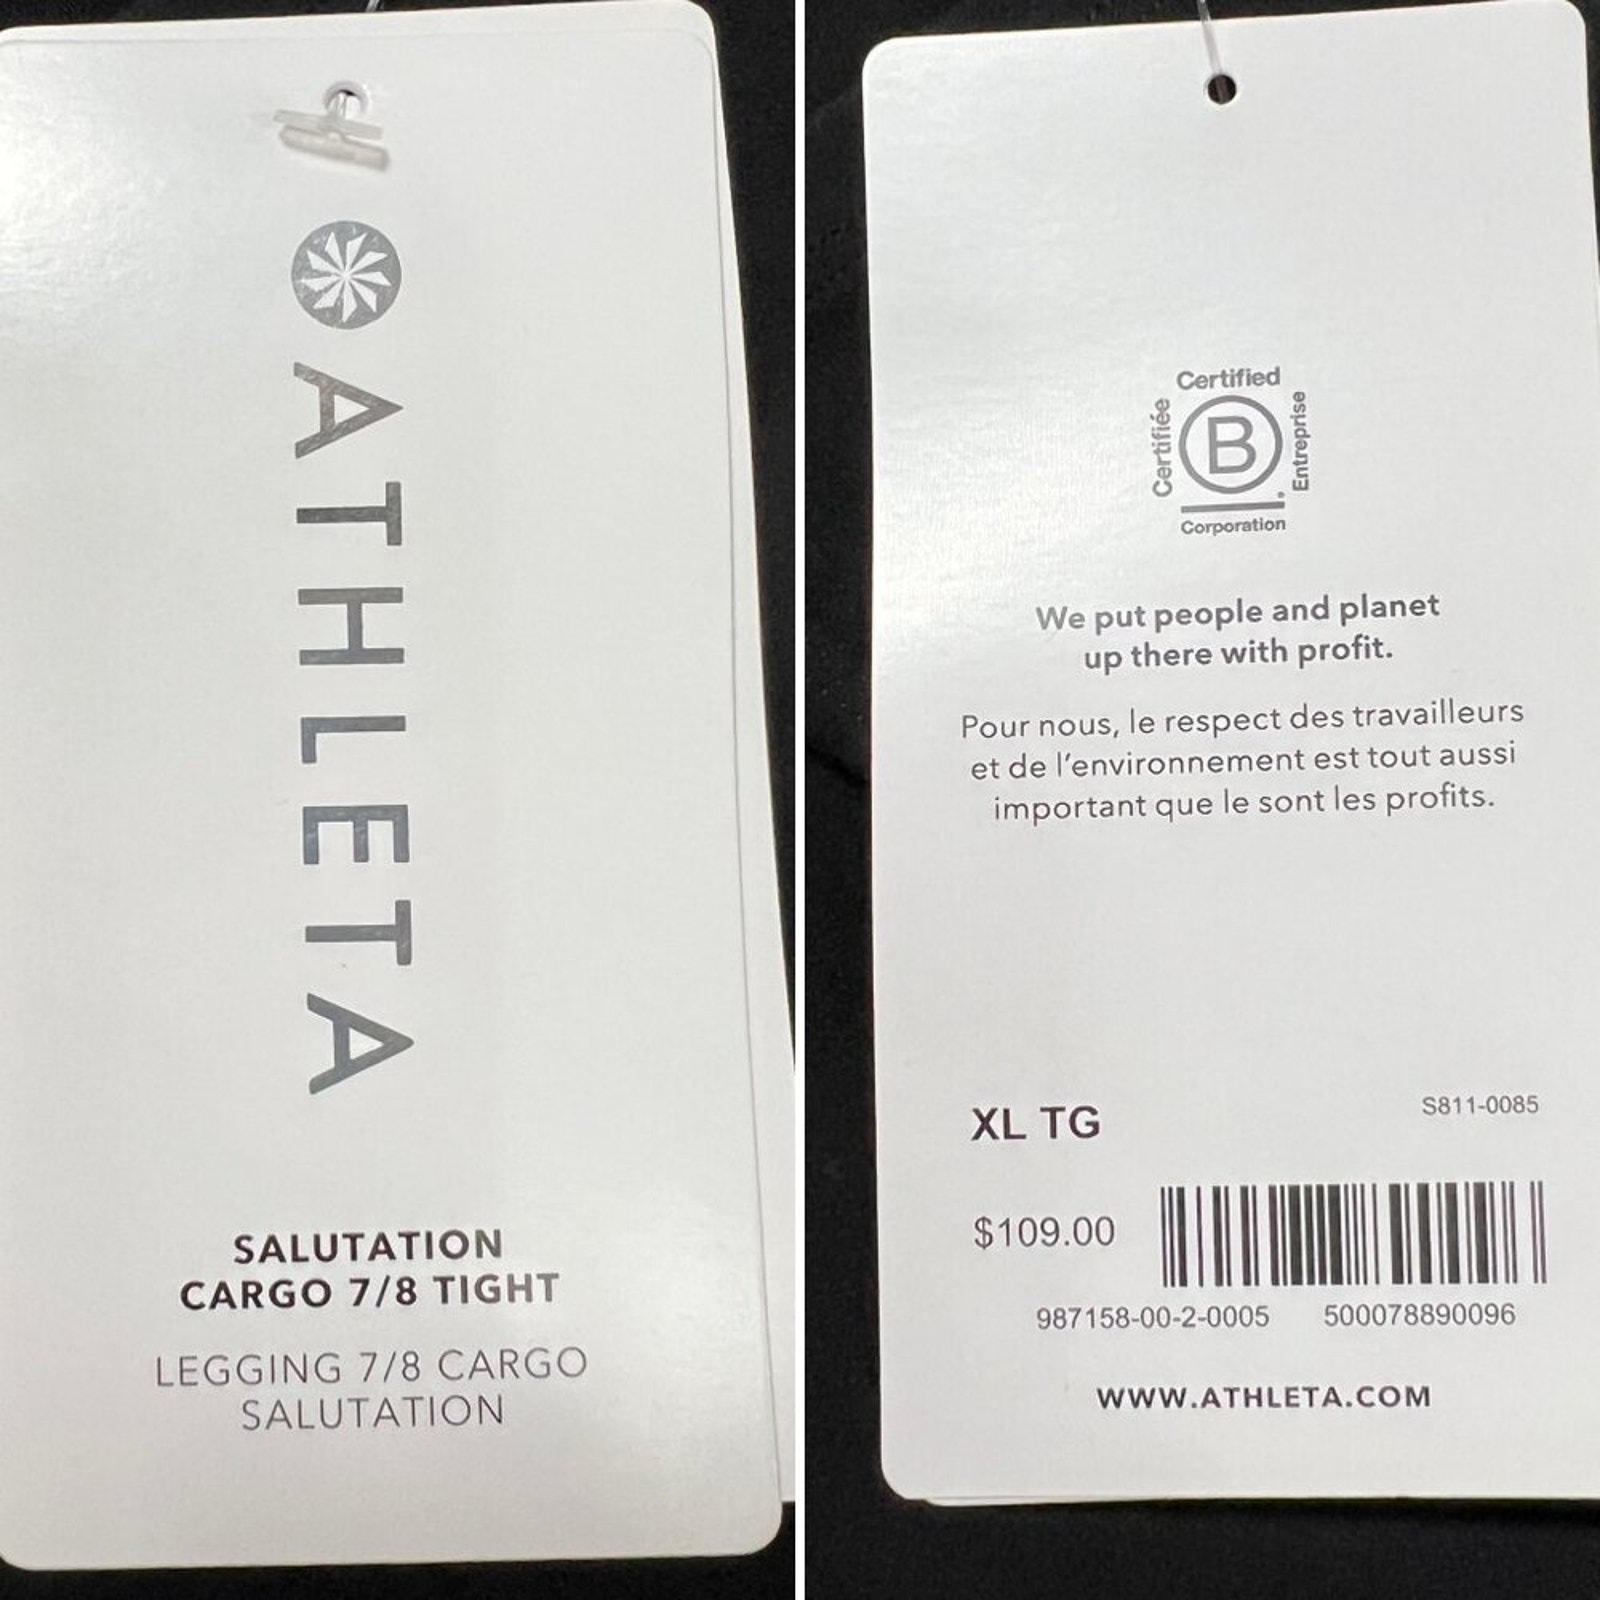 ATHLETA
SALUTATION
CARGO 7/8 TIGHT
LEGGING 7/8 CARGO
SALUTATION
Certified
Certifiée
B
Entreprise
Corporation
We put people and planet
up there with profit.
Pour nous, le respect des travailleurs
et de l'environnement est tout aussi
important que le sont les profits.
XL TG
S811-0085
$109.00
987158-00-2-0005 500078890096
WWW.ATHLETA.COM